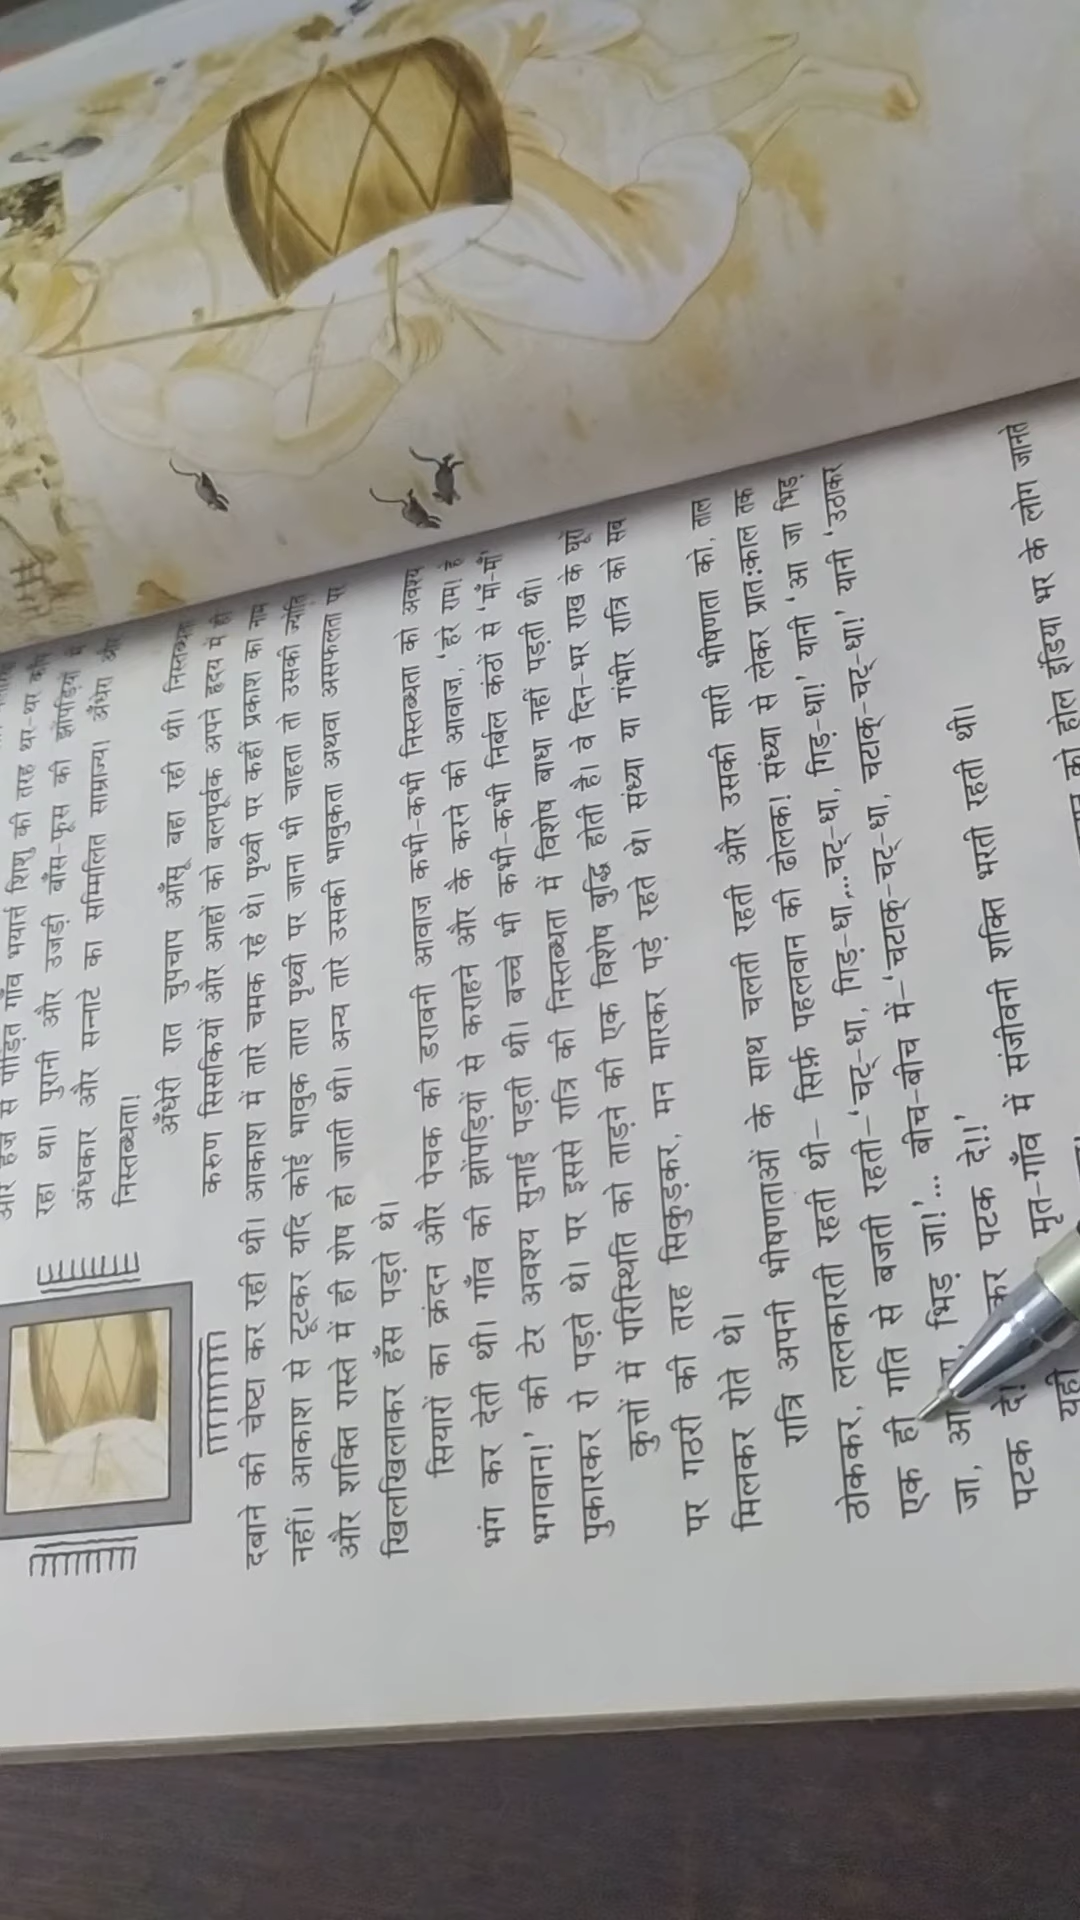 और हैजे से पीड़ित गाँव भयार्त्त शिशु की तरह थर-थर काँप
रहा था। पुरानी और उजड़ी बाँस-फूस की झोंपड़ियों में
अंधकार और सन्नाटे का सम्मिलित साम्राज्य! अँधेरा और
निस्तब्धता!
अँधेरी रात चुपचाप आँसू बहा रही थी। निस्तब्धता
करुण सिसकियों और आहों को बलपूर्वक अपने हृदय में ही
दबाने की चेष्टा कर रही थी। आकाश में तारे चमक रहे थे। पृथ्वी पर कहीं प्रकाश का नाम
नहीं। आकाश से टूटकर यदि कोई भावुक तारा पृथ्वी पर जाना भी चाहता तो उसकी ज्योति
और शक्ति रास्ते में ही शेष हो जाती थी। अन्य तारे उसकी भावुकता अथवा असफलता पर
खिलखिलाकर हँस पड़ते थे।
सियारों का क्रंदन और पेचक की डरावनी आवाज़ कभी-कभी निस्तब्धता को अवश्य
भंग कर देती थी। गाँव की झोंपड़ियों से कराहने और कै करने की आवाज़, 'हरे राम! हे
भगवान!' की टेर अवश्य सुनाई पड़ती थी। बच्चे भी कभी-कभी निर्बल कंठों से 'माँ-माँ'
पुकारकर रो पड़ते थे। पर इससे रात्रि की निस्तब्धता में विशेष बाधा नहीं पड़ती थी।
कुत्तों में परिस्थिति को ताड़ने की एक विशेष बुद्धि होती है। वे दिन-भर राख के घूरों
पर गठरी की तरह सिकुड़कर, मन मारकर पड़े रहते थे। संध्या या गंभीर रात्रि को सब
मिलकर रोते थे।
रात्रि अपनी भीषणताओं के साथ चलती रहती और उसकी सारी भीषणता को, ताल
ठोककर, ललकारती रहती थी– सिर्फ़ पहलवान की ढोलक! संध्या से लेकर प्रात:काल तक
एक ही गति से बजती रहती–'चट्-धा, गिड़-धा,...चट्-धा, गिड़-धा!' यानी 'आ जा भिड़
जा, आ भिड़ जा!'... बीच-बीच में–'चटाक्-चट्-धा, चटाक्-चट्-धा!' यानी 'उठाकर
पटक दे! कर पटक दे!!'
मृत-गाँव में संजीवनी शक्ति भरती रहती थी।
यही को होल इंडिया भर के लोग जानते